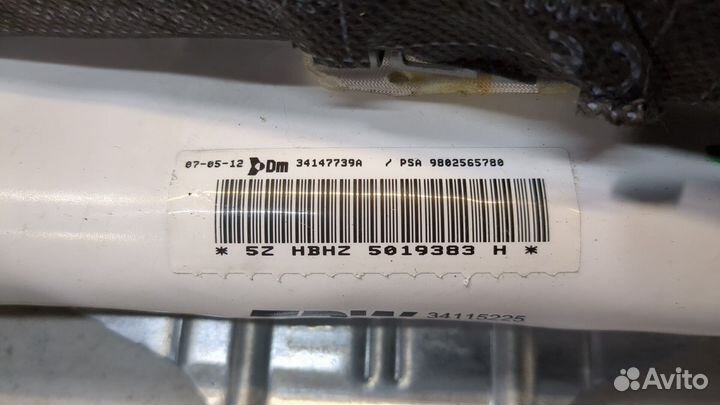 07-05-12 Dm 34147739A / PSA 9802565780
* 5Z HBHZ 5019383 H *
34115225
Avito